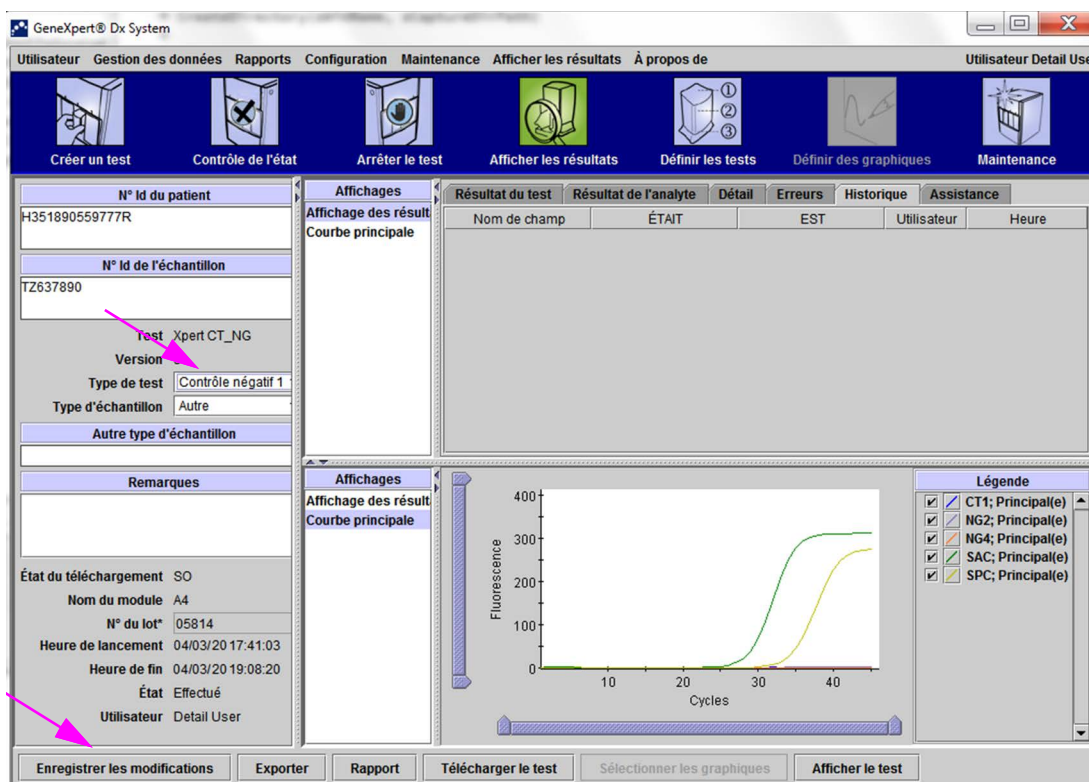 GeneXpert® Dx System
Utilisateur Gestion des données Rapports Configuration Maintenance Afficher les résultats À propos de Utilisateur Detail Use
Créer un test Contrôle de l'état Arrêter le test Afficher les résultats Définir les tests Définir des graphiques Maintenance
① ② ③
N° Id du patient
H351890559777R
N° Id de l'échantillon
TZ637890
Test Xpert CT_NG
Version
Type de test Contrôle négatif 1
Type d'échantillon Autre
Autre type d'échantillon
Remarques
État du téléchargement SO
Nom du module A4
N° du lot* 05814
Heure de lancement 04/03/20 17:41:03
Heure de fin 04/03/20 19:08:20
État Effectué
Utilisateur Detail User
Affichages
Affichage des résult
Courbe principale
Résultat du test Résultat de l'analyte Détail Erreurs Historique Assistance
Nom de champ ÉTAIT EST Utilisateur Heure
Affichages
Affichage des résult
Courbe principale
400
300
200
100
0
Fluorescence
10 20 30 40
Cycles
Légende
CT1; Principal(e)
NG2; Principal(e)
NG4; Principal(e)
SAC; Principal(e)
SPC; Principal(e)
Enregistrer les modifications Exporter Rapport Télécharger le test Sélectionner les graphiques Afficher le test